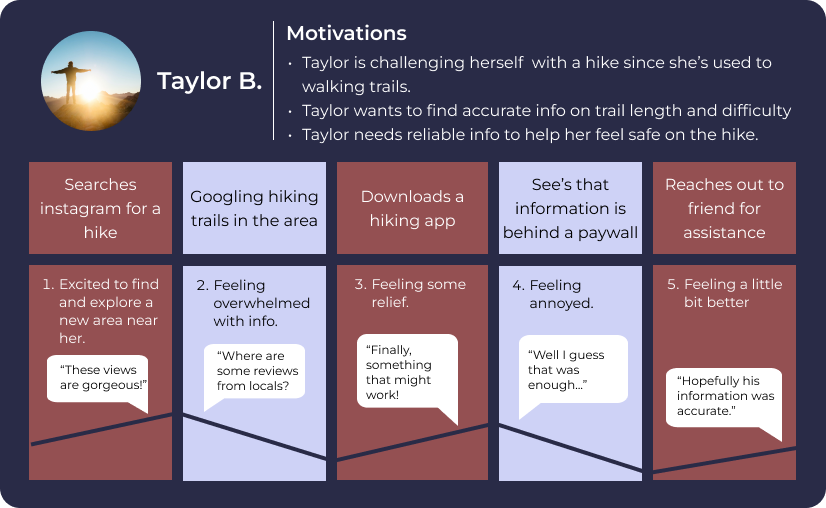 Taylor B.
Motivations
• Taylor is challenging herself with a hike since she's used to
walking trails.
• Taylor wants to find accurate info on trail length and difficulty
• Taylor needs reliable info to help her feel safe on the hike.
Searches
instagram for a
hike
Googling hiking
trails in the area
Downloads a
hiking app
See's that
information is
behind a paywall
Reaches out to
friend for
assistance
1. Excited to find
and explore a
new area near
her.
"These views
are gorgeous!"
2. Feeling
overwhelmed
with info.
"Where are
some reviews
from locals?
3. Feeling some
relief.
"Finally,
something
that might
work!
4. Feeling
annoyed.
"Well I guess
that was
enough..."
5. Feeling a little
bit better
"Hopefully his
information was
accurate."